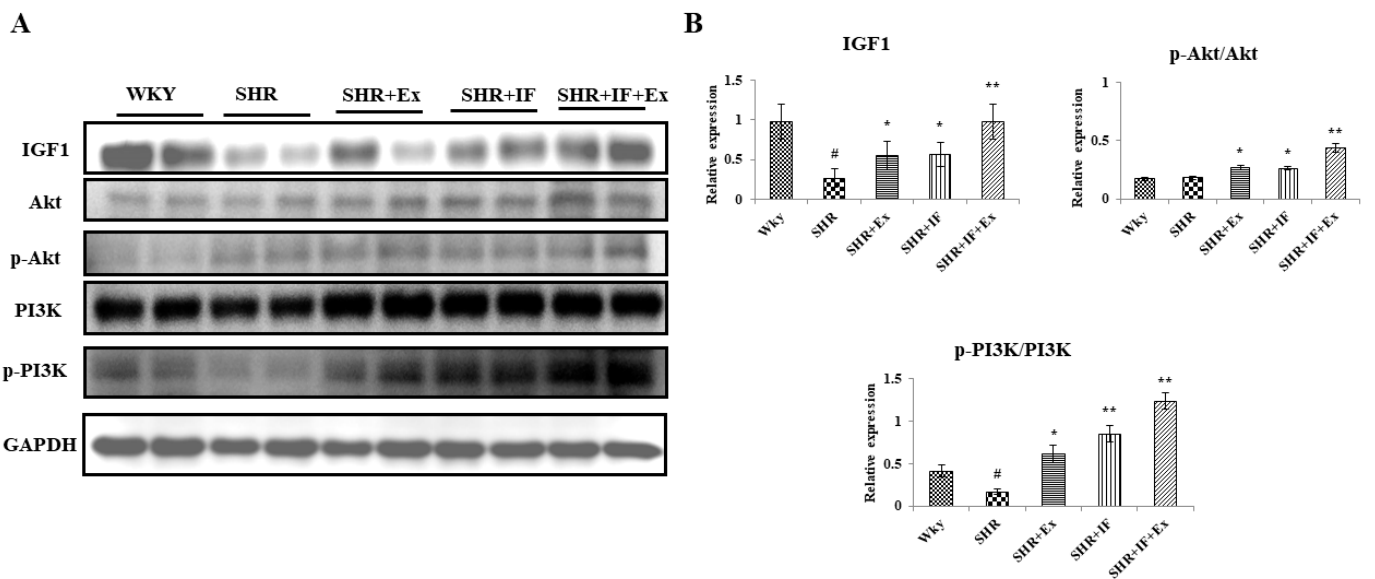 A
WKY SHR SHR+Ex SHR+IF SHR+IF+Ex
IGF1
Akt
p-Akt
PI3K
p-PI3K
GAPDH
B
IGF1
Relative expression
1.5
1
0.5
0
#
*
*
**
Wky
SHR
SHR+Ex
SHR+IF
SHR+IF+Ex
p-Akt/Akt
Relative expression
1
0.5
0
*
*
**
Wky
SHR
SHR+Ex
SHR+IF
SHR+IF+Ex
p-PI3K/PI3K
Relative expression
1.5
1
0.5
0
#
*
**
**
Wky
SHR
SHR+Ex
SHR+IF
SHR+IF+Ex